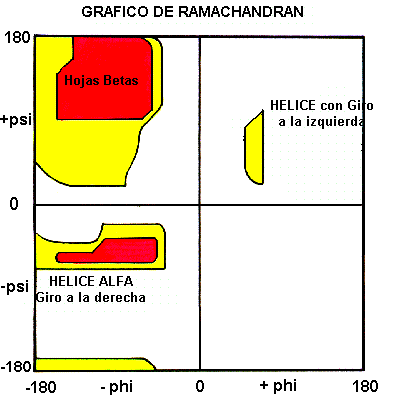 GRAFICO DE RAMACHANDRAN
180
Hojas Betas
+psi
HELICE con Giro
a la izquierda
0
HELICE ALFA
-psi
Giro a la derecha
-180
-180
- phi
0
+ phi
180